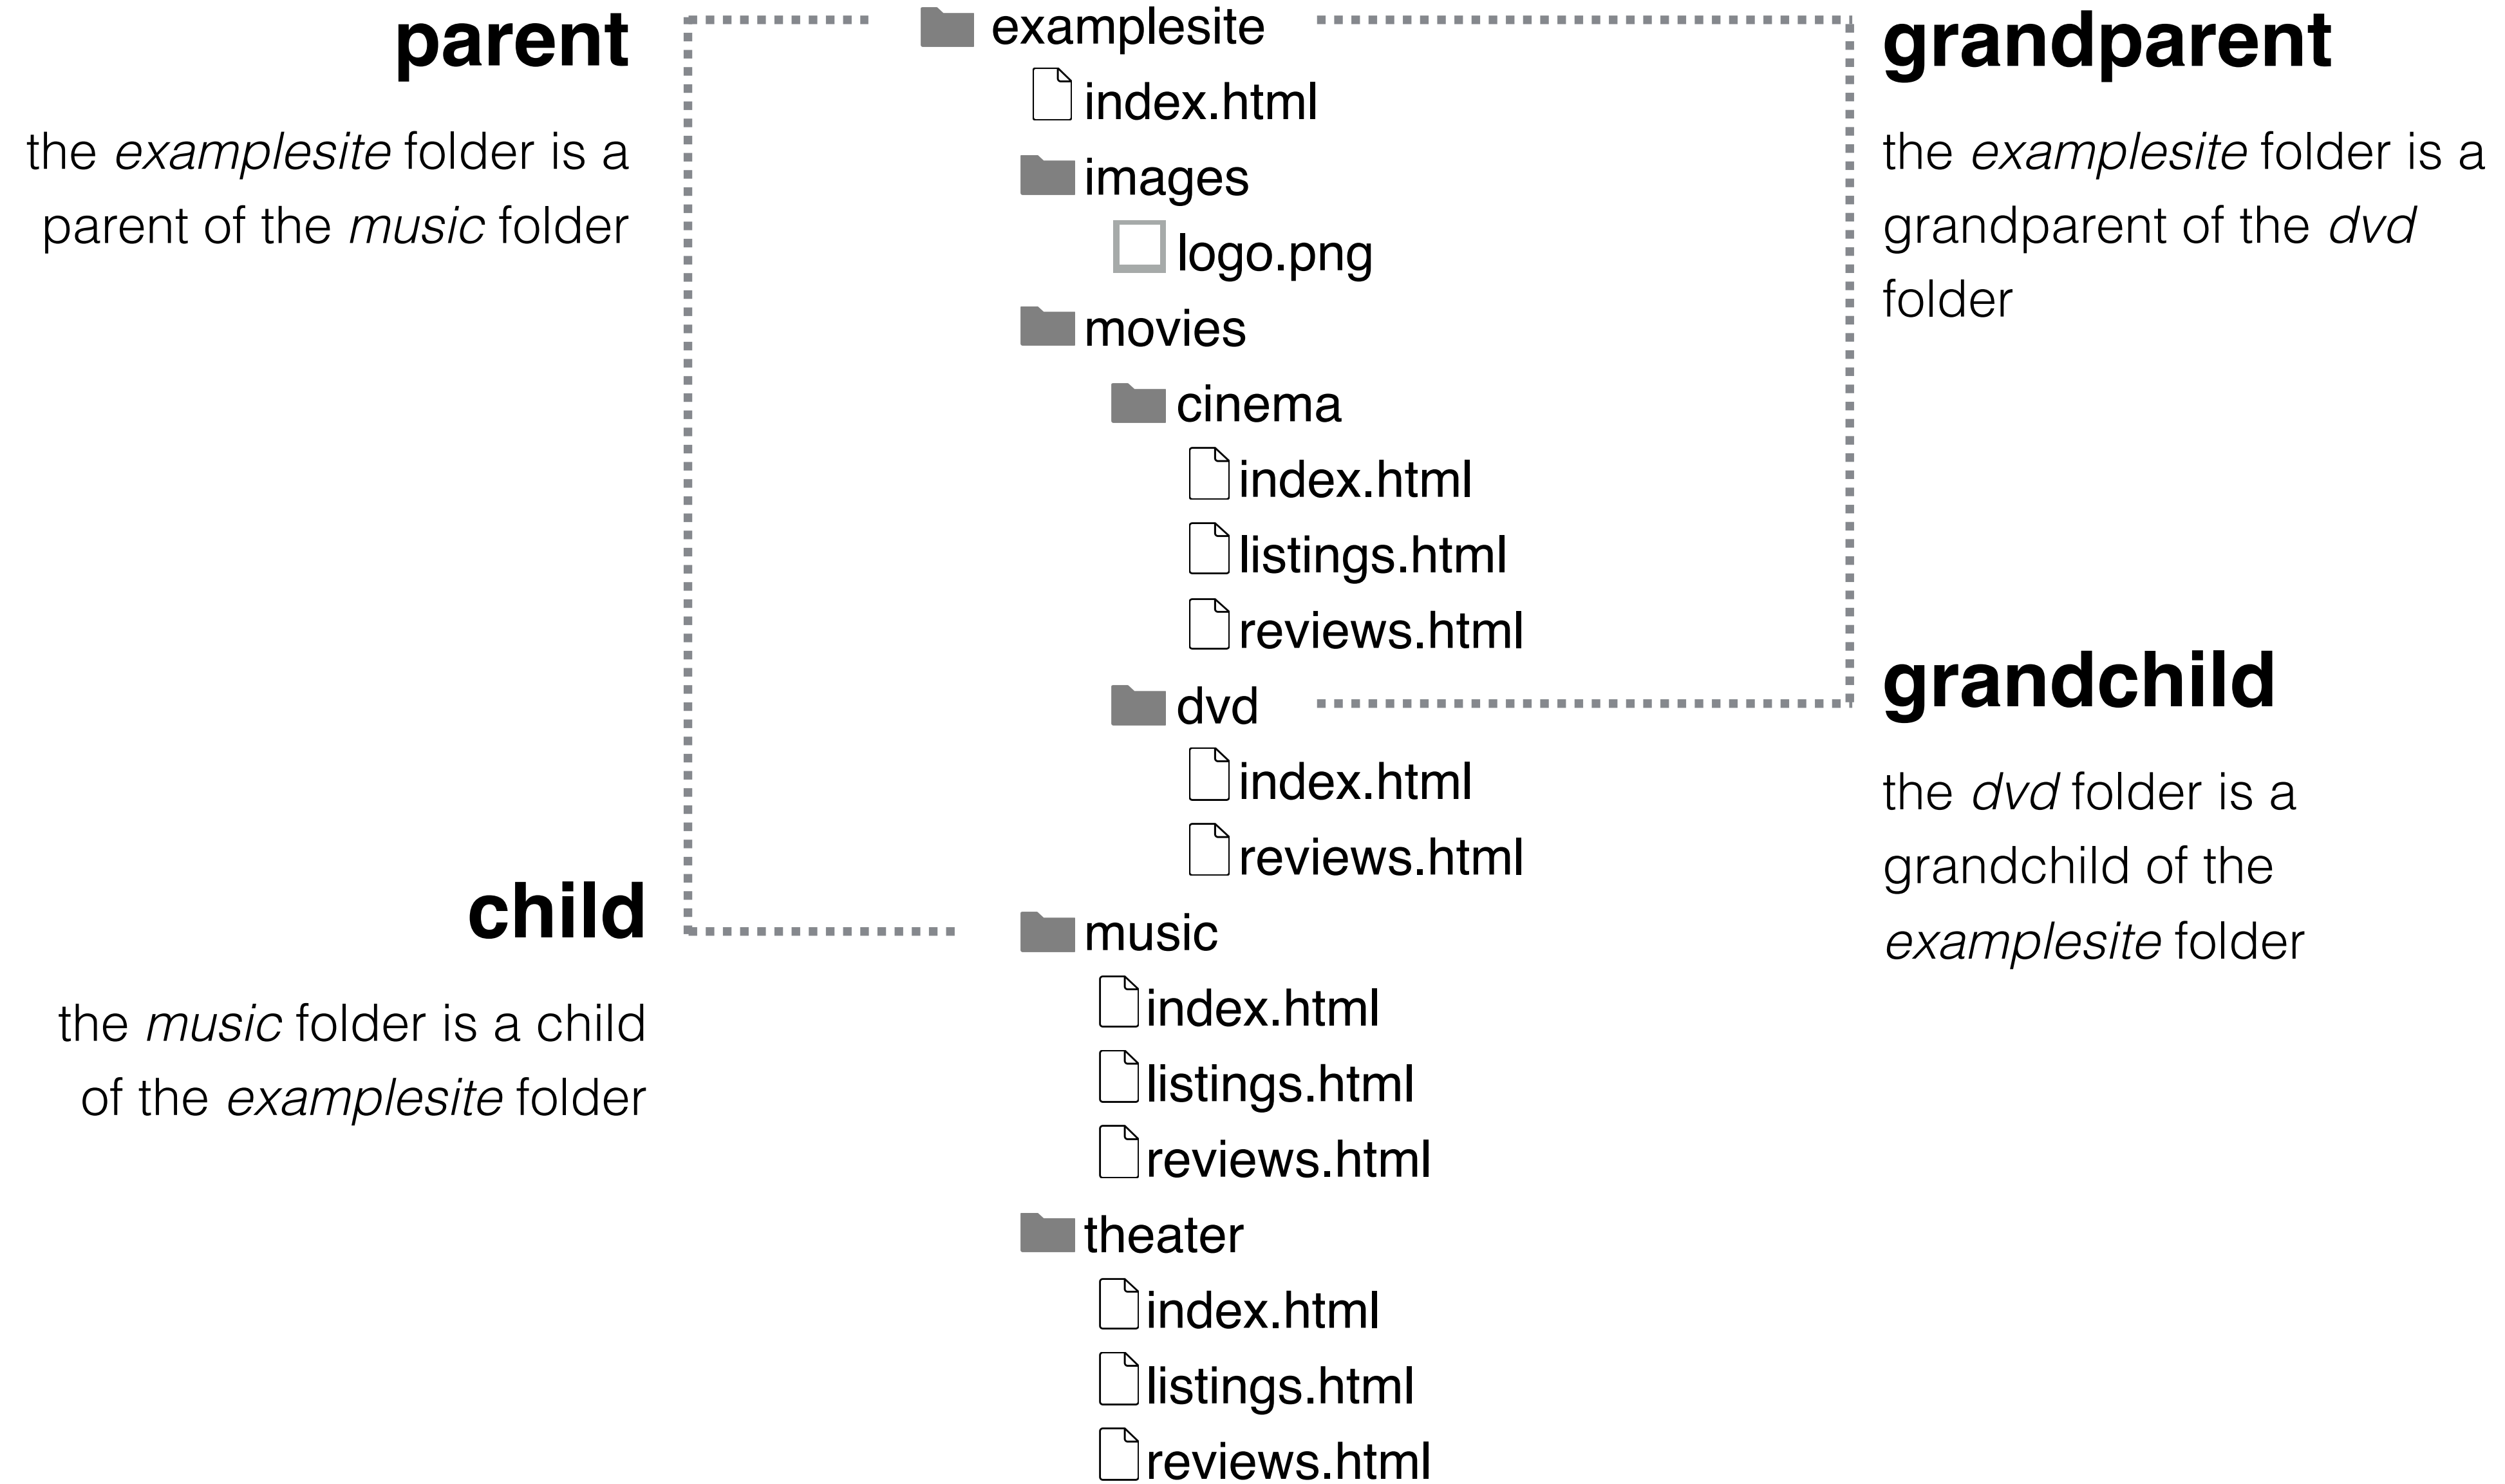 parent
the examplesite folder is a
parent of the music folder
child
the music folder is a child
of the examplesite folder
examplesite
index.html
images
logo.png
movies
cinema
index.html
listings.html
reviews.html
dvd
index.html
reviews.html
music
index.html
listings.html
reviews.html
theater
index.html
listings.html
reviews.html
grandparent
the examplesite folder is a
grandparent of the dvd
folder
grandchild
the dvd folder is a
grandchild of the
examplesite folder